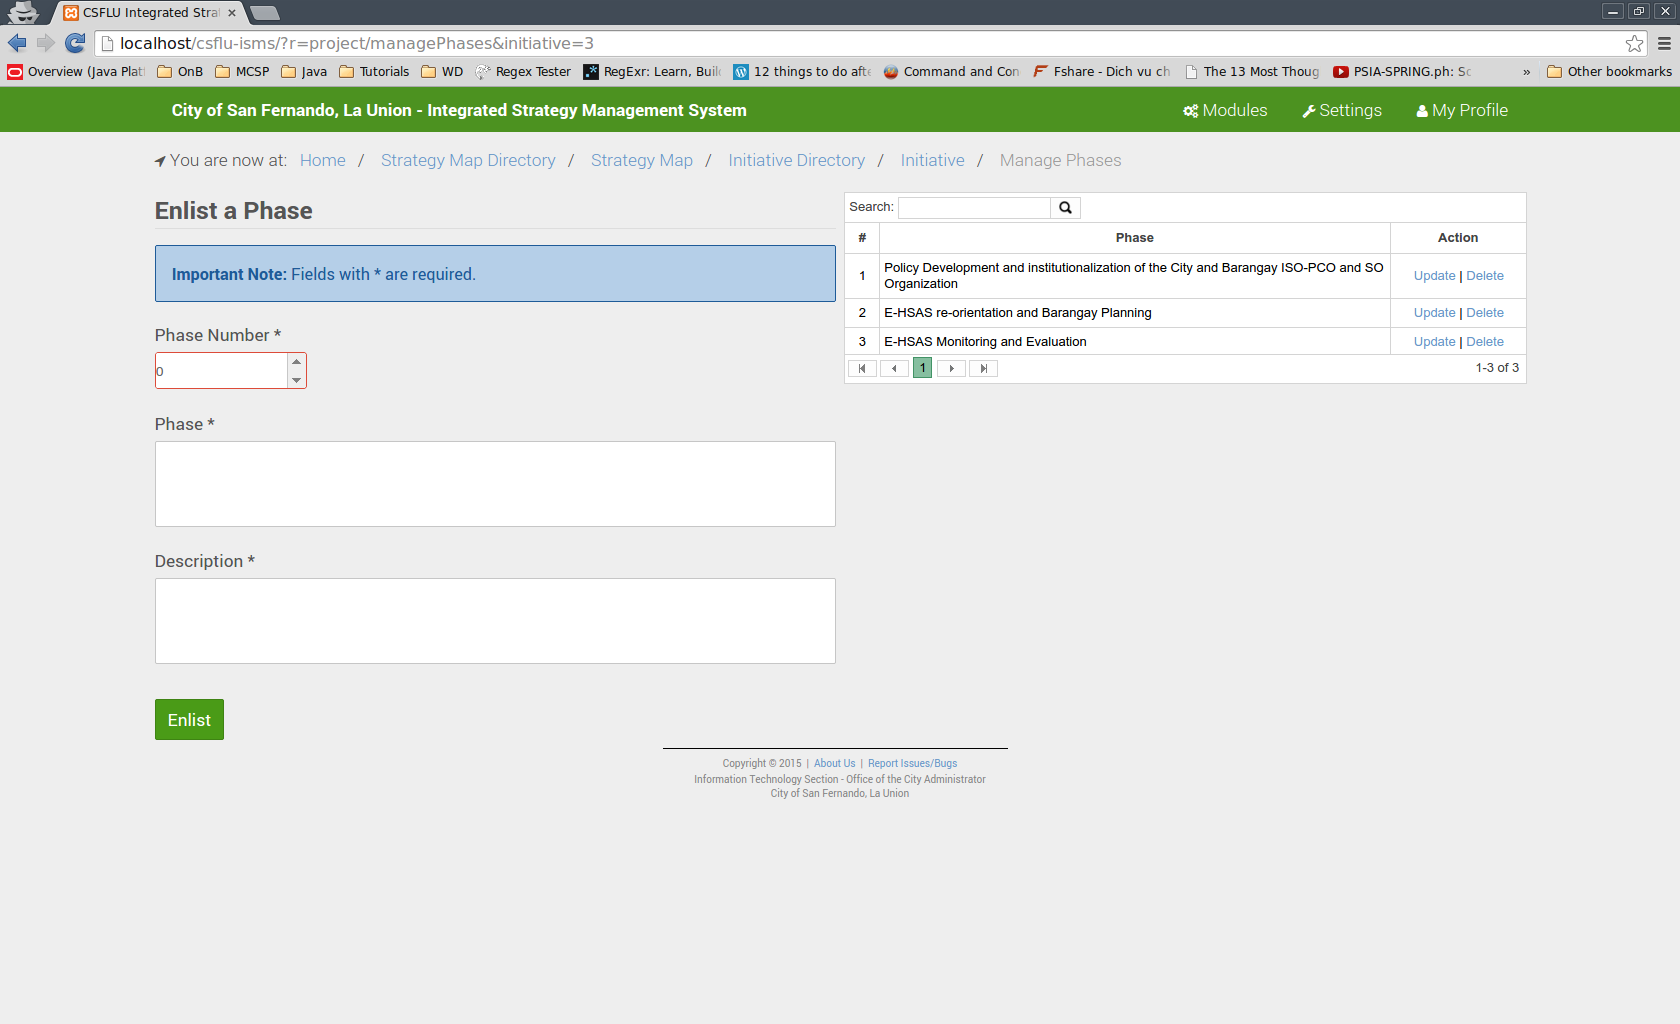 CSFLU Integrated Stra
localhost/csflu-isms/?r=project/managePhases&initiative=3
Overview (Java Plat OnB MCSP Java Tutorials WD Regex Tester RegExr: Learn, Buil 12 things to do afte Command and Con Fshare - Dich vu ch The 13 Most Thoug PSIA-SPRING.ph: Sc » Other bookmarks
City of San Fernando, La Union - Integrated Strategy Management System Modules Settings My Profile
You are now at: Home / Strategy Map Directory / Strategy Map / Initiative Directory / Initiative / Manage Phases
Enlist a Phase
Important Note: Fields with * are required.
Phase Number *
0
Phase *
Description *
Enlist
Search:
# Phase Action
1 Policy Development and institutionalization of the City and Barangay ISO-PCO and SO Update | Delete
Organization
2 E-HSAS re-orientation and Barangay Planning Update | Delete
3 E-HSAS Monitoring and Evaluation Update | Delete
1 1-3 of 3
Copyright © 2015 | About Us | Report Issues/Bugs
Information Technology Section - Office of the City Administrator
City of San Fernando, La Union